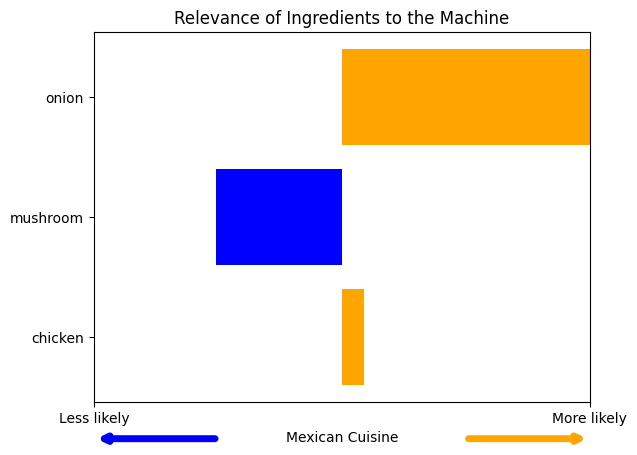 Relevance of Ingredients to the Machine
onion
mushroom
chicken
Less likely
More likely
Mexican Cuisine